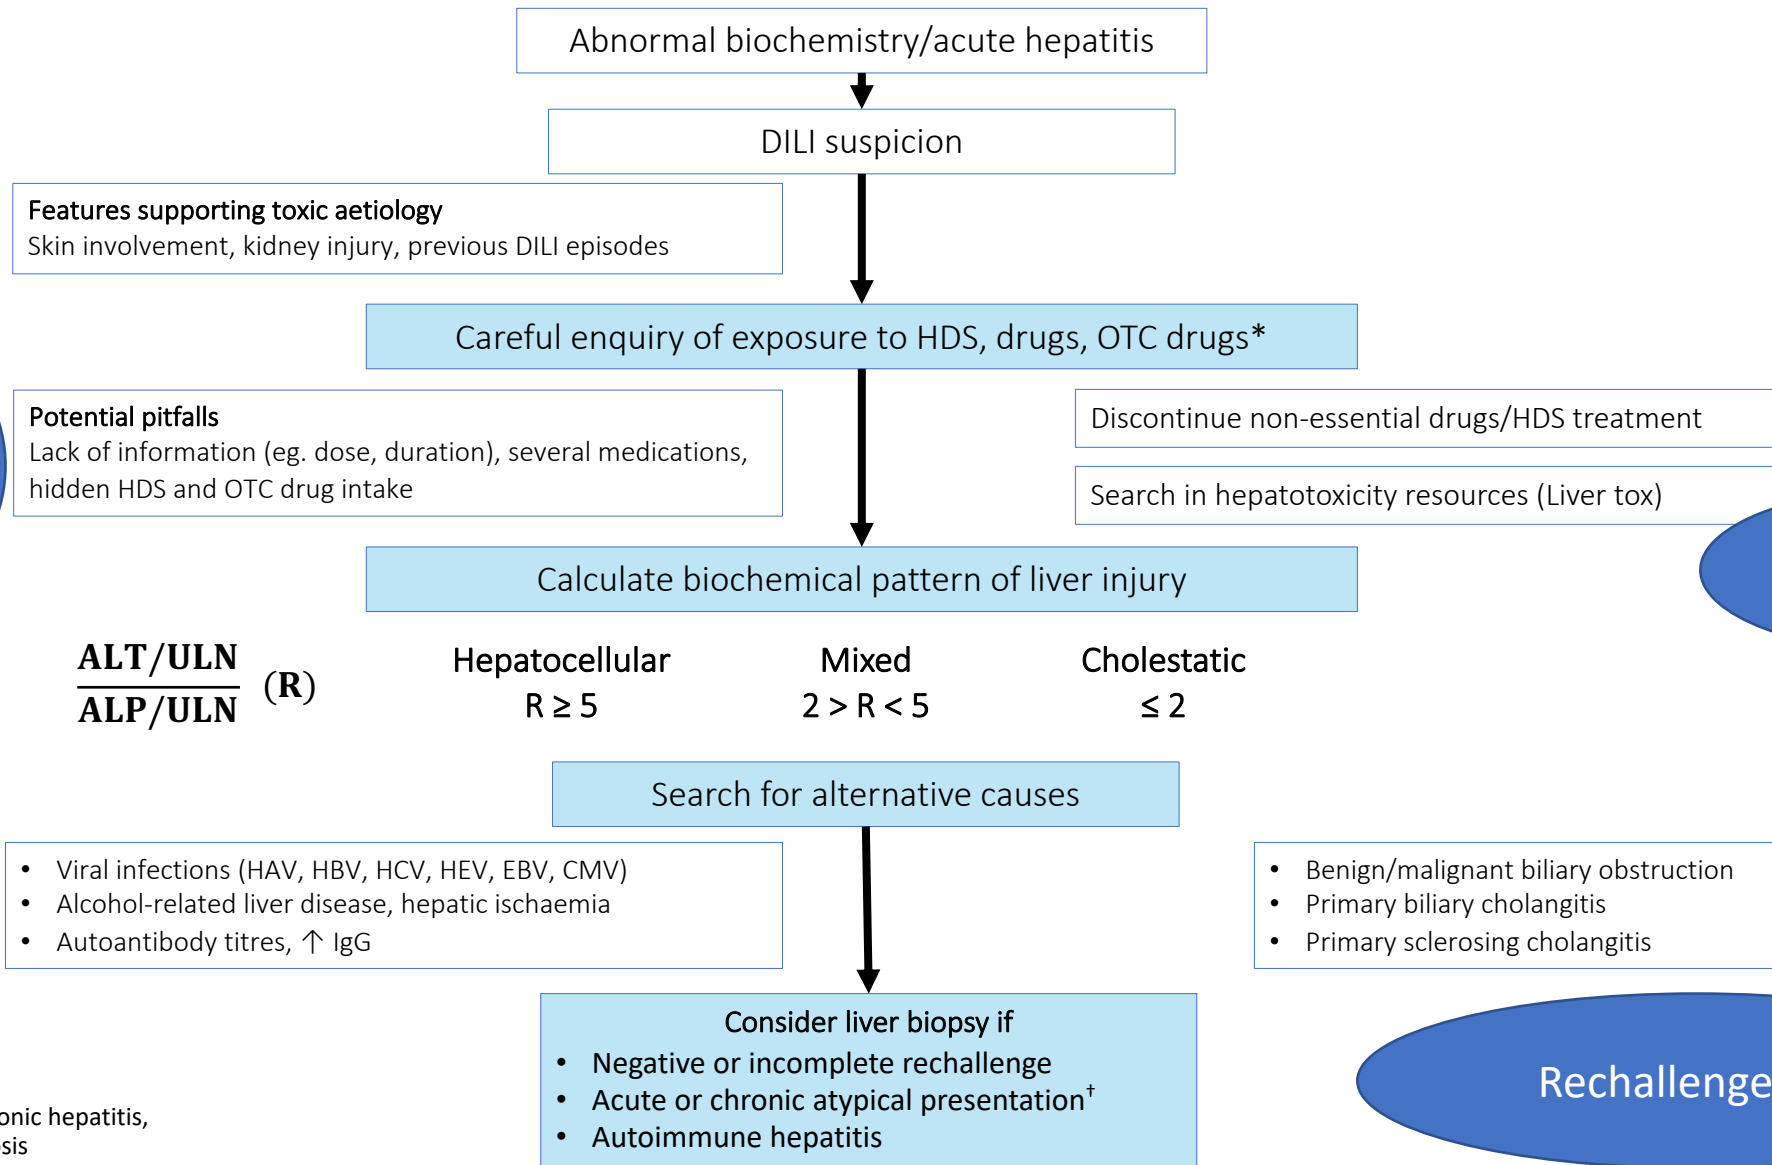 Abnormal biochemistry/acute hepatitis
DILI suspicion
Features supporting toxic aetiology
Skin involvement, kidney injury, previous DILI episodes
Careful enquiry of exposure to HDS, drugs, OTC drugs*
Potential pitfalls
Lack of information (eg. dose, duration), several medications,
hidden HDS and OTC drug intake
Discontinue non-essential drugs/HDS treatment
Search in hepatotoxicity resources (Liver tox)
Calculate biochemical pattern of liver injury
ALT/ULN
ALP/ULN (R)
Hepatocellular
R ≥ 5
Mixed
2 > R < 5
Cholestatic
≤ 2
Search for alternative causes
• Viral infections (HAV, HBV, HCV, HEV, EBV, CMV)
• Alcohol-related liver disease, hepatic ischaemia
• Autoantibody titres, ↑ IgG
• Benign/malignant biliary obstruction
• Primary biliary cholangitis
• Primary sclerosing cholangitis
Consider liver biopsy if
• Negative or incomplete rechallenge
• Acute or chronic atypical presentation†
• Autoimmune hepatitis
Rechallenge
onic hepatitis,
osis